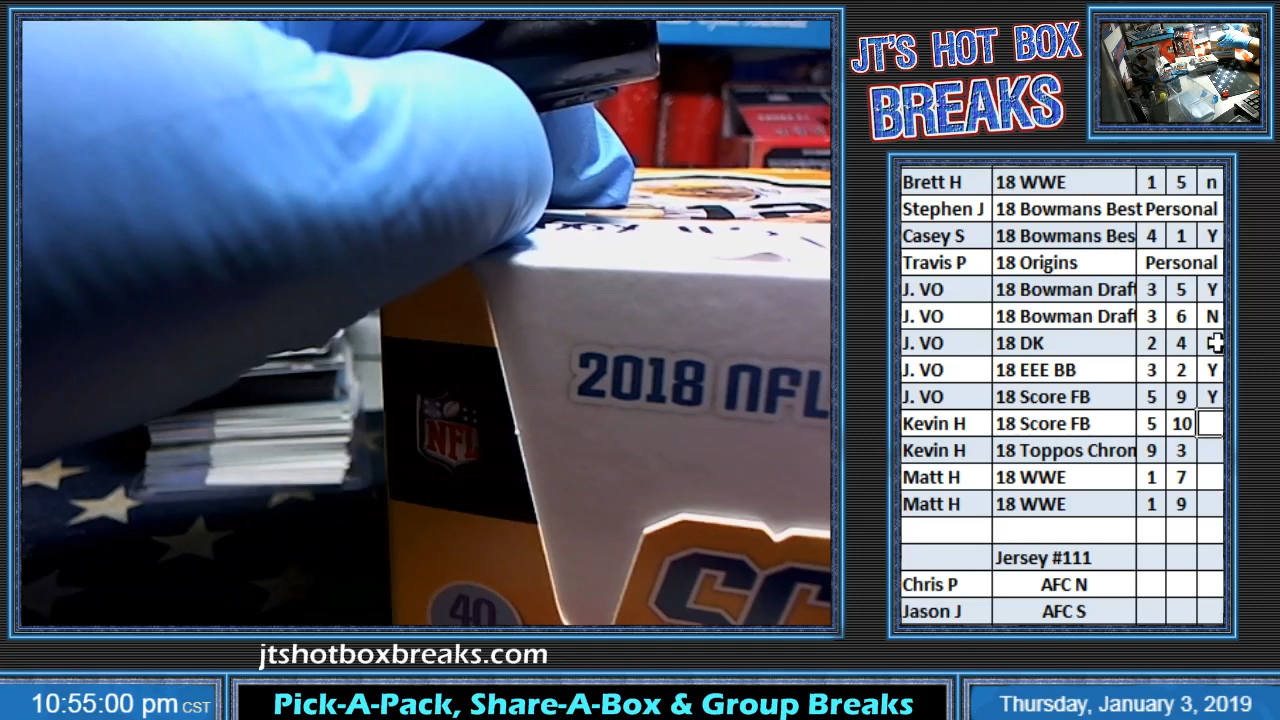 JT'S HOT BOX
BREAKS
Brett H 18 WWE 1 5 n
Stephen J 18 Bowmans Best Personal
Casey S 18 Bowmans Bes 4 1 Y
Travis P 18 Origins Personal
J. VO 18 Bowman Draf 3 5 Y
J. VO 18 Bowman Draf 3 6 N
J. VO 18 DK 2 4
J. VO 18 EEE BB 3 2 Y
J. VO 18 Score FB 5 9 Y
Kevin H 18 Score FB 5 10
Kevin H 18 Toppos Chron 9 3
Matt H 18 WWE 1 7
Matt H 18 WWE 1 9
Jersey #111
Chris P AFC N
Jason J AFC S
12
2018 NFL
NFL
SC
40
jtshotboxbreaks.com
10:55:00 pm CST
Pick-A-Pack, Share-A-Box & Group Breaks
Thursday, January 3, 2019